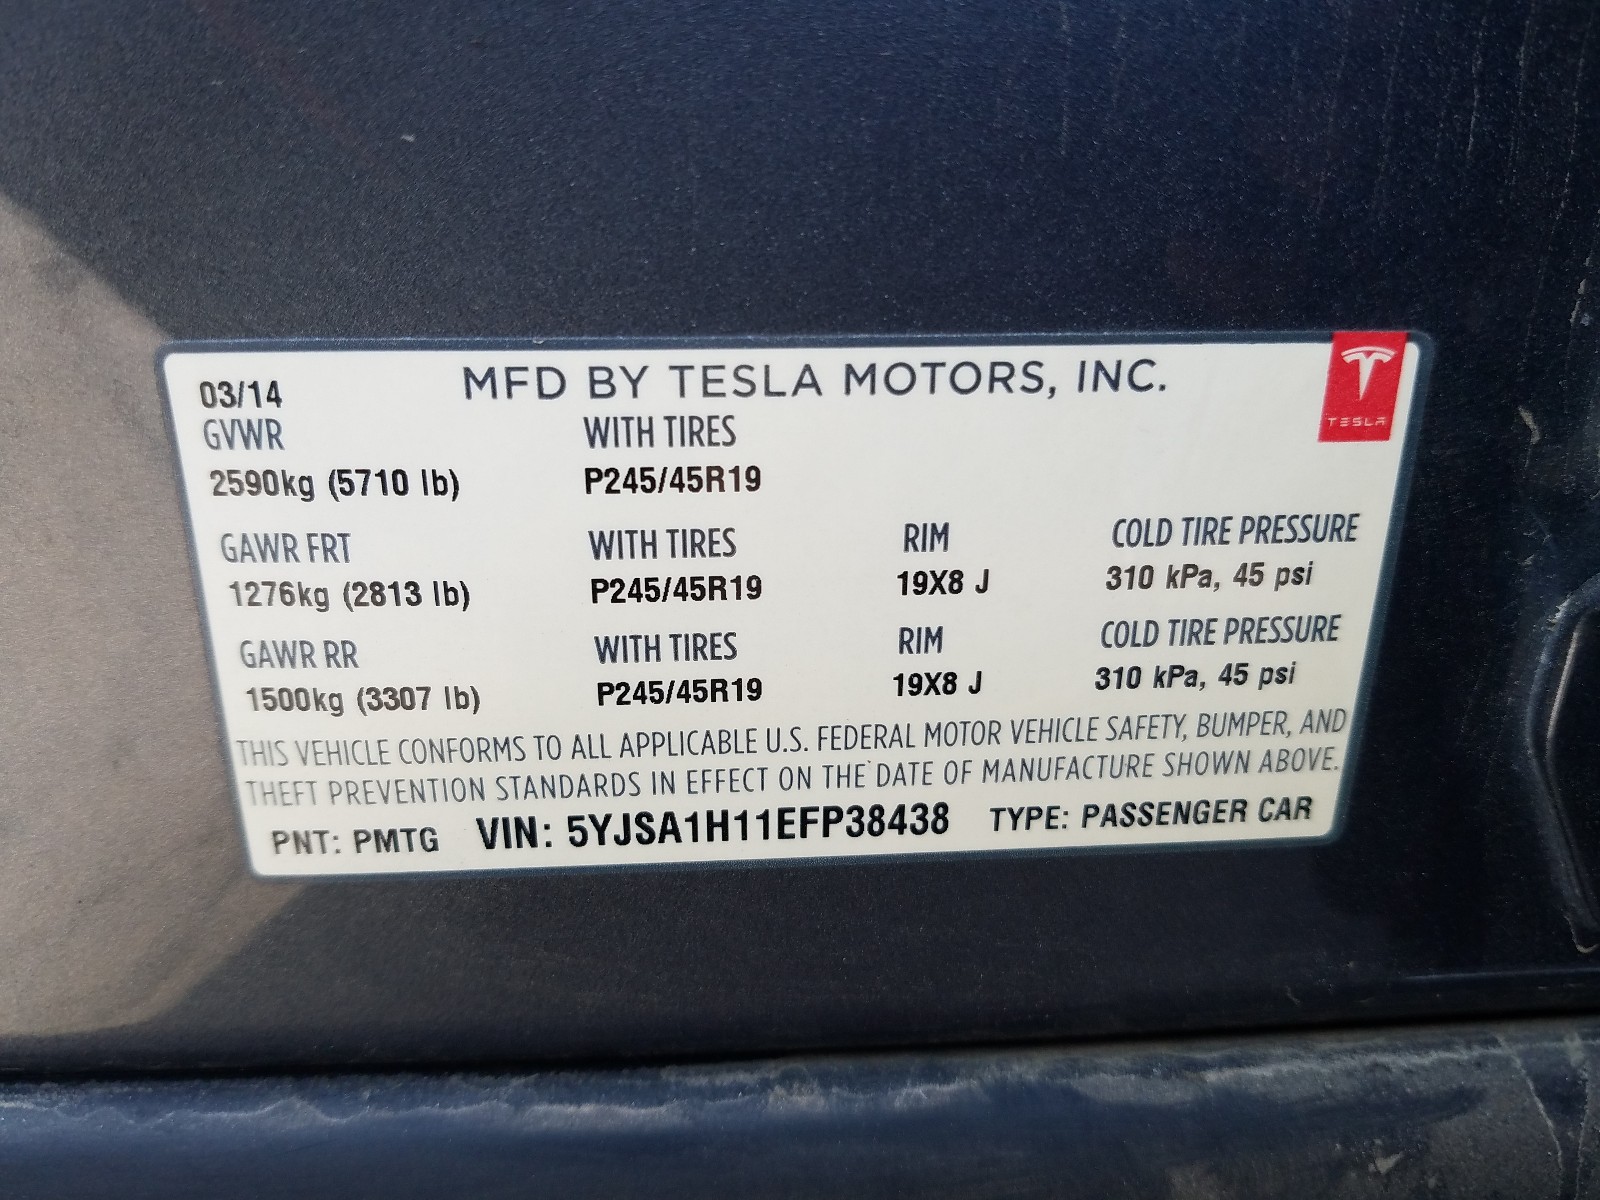 03/14 MFD BY TESLA MOTORS, INC.
TESLA
GVWR WITH TIRES
2590kg (5710 lb) P245/45R19
GAWR FRT WITH TIRES RIM COLD TIRE PRESSURE
1276kg (2813 lb) P245/45R19 19X8 J 310 kPa, 45 psi
GAWR RR WITH TIRES RIM COLD TIRE PRESSURE
1500kg (3307 lb) P245/45R19 19X8 J 310 kPa, 45 psi
THIS VEHICLE CONFORMS TO ALL APPLICABLE U.S. FEDERAL MOTOR VEHICLE SAFETY, BUMPER, AND
THEFT PREVENTION STANDARDS IN EFFECT ON THE DATE OF MANUFACTURE SHOWN ABOVE.
PNT: PMTG VIN: 5YJSA1H11EFP38438 TYPE: PASSENGER CAR